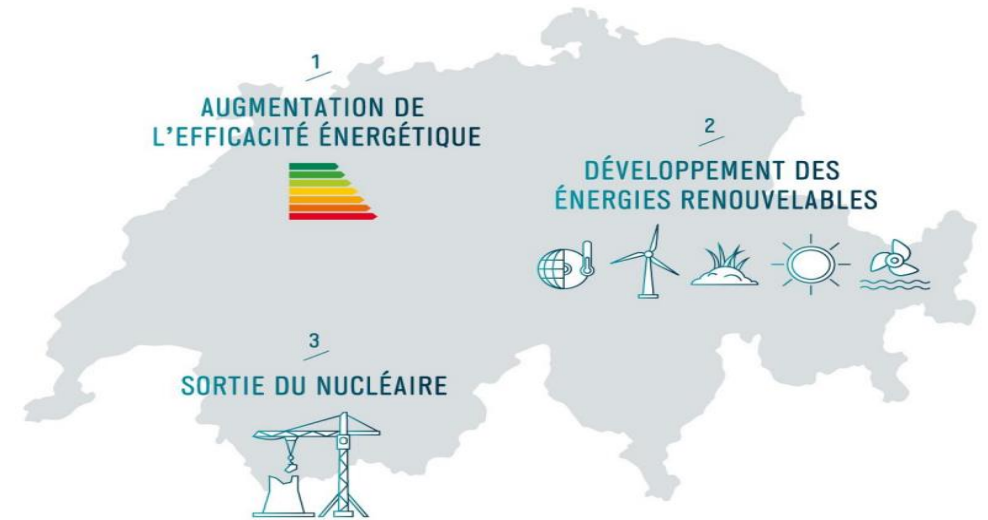 1
AUGMENTATION DE
L'EFFICACITÉ ÉNERGÉTIQUE
2
DÉVELOPPEMENT DES
ÉNERGIES RENOUVELABLES
3
SORTIE DU NUCLÉAIRE